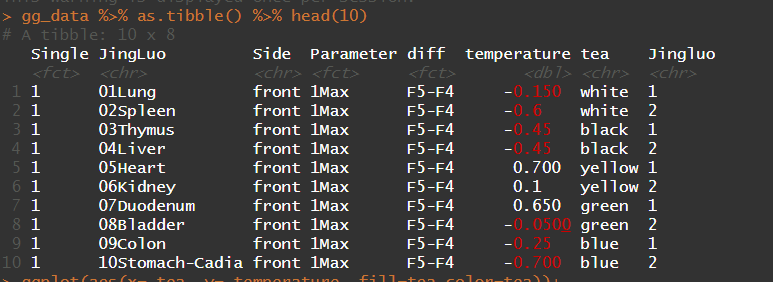 > gg_data %>% as.tibble() %>% head(10)
# A tibble: 10 x 8
Single JingLuo Side Parameter diff temperature tea Jingluo
<fct> <chr> <chr> <fct> <fct> <dbl> <chr> <chr>
1 1 01Lung front 1Max F5-F4 -0.150 white 1
2 1 02Spleen front 1Max F5-F4 -0.6 white 2
3 1 03Thymus front 1Max F5-F4 -0.45 black 1
4 1 04Liver front 1Max F5-F4 -0.45 black 2
5 1 05Heart front 1Max F5-F4 0.700 yellow 1
6 1 06Kidney front 1Max F5-F4 0.1 yellow 2
7 1 07Duodenum front 1Max F5-F4 0.650 green 1
8 1 08Bladder front 1Max F5-F4 -0.0500 green 2
9 1 09Colon front 1Max F5-F4 -0.25 blue 1
10 1 10Stomach-Cadia front 1Max F5-F4 -0.700 blue 2